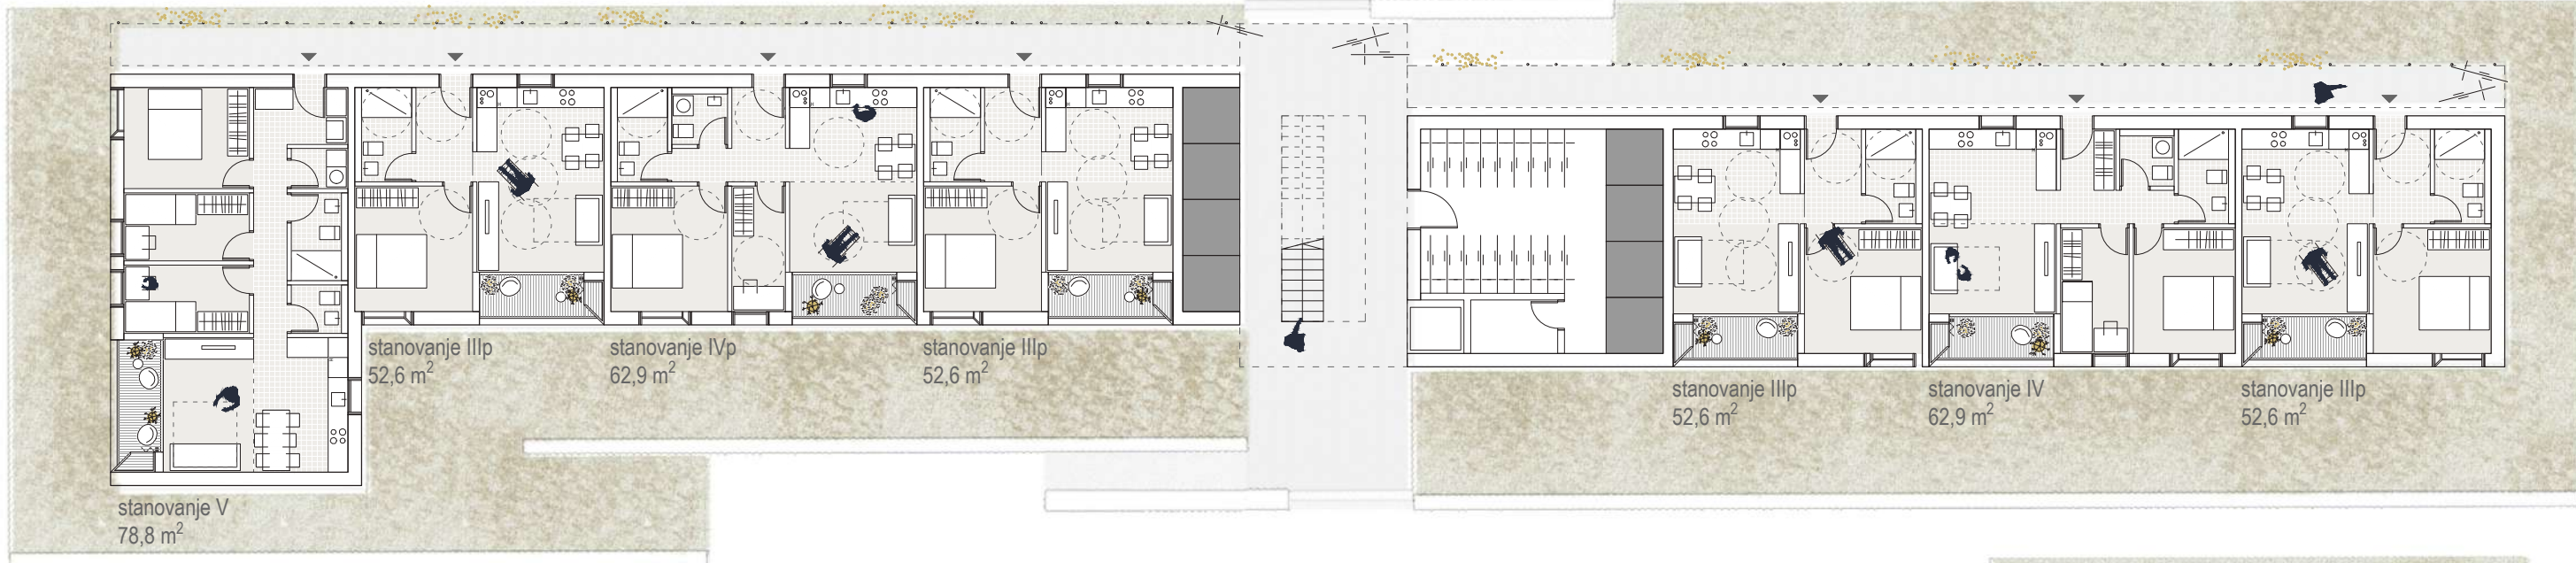 stanovanje IIIp
52,6 m²
stanovanje IVp
62,9 m²
stanovanje IIIp
52,6 m²
stanovanje IIIp
52,6 m²
stanovanje IV
62,9 m²
stanovanje IIIp
52,6 m²
stanovanje V
78,8 m²